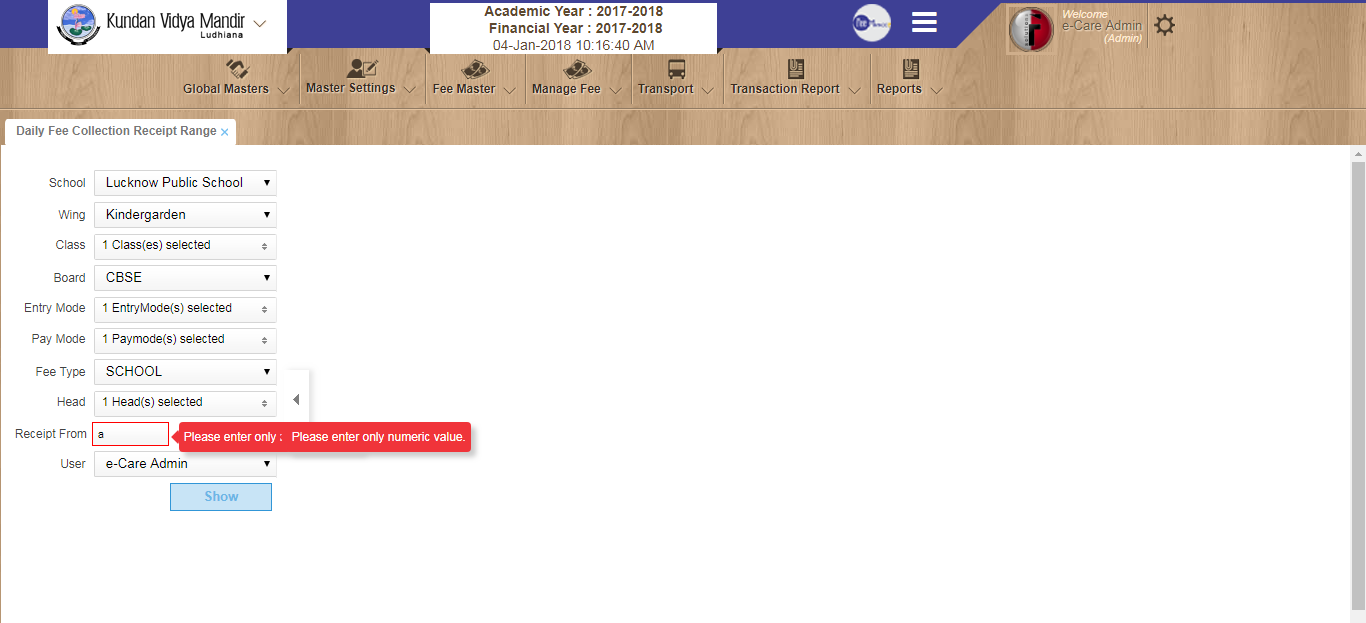 Kundan Vidya Mandir
Ludhiana
Academic Year : 2017-2018
Financial Year : 2017-2018
04-Jan-2018 10:16:40 AM
Welcome
e-Care Admin
(Admin)
Global Masters
Master Settings
Fee Master
Manage Fee
Transport
Transaction Report
Reports
Daily Fee Collection Receipt Range ×
School Lucknow Public School
Wing Kindergarden
Class 1 Class(es) selected
Board CBSE
Entry Mode 1 EntryMode(s) selected
Pay Mode 1 Paymode(s) selected
Fee Type SCHOOL
Head 1 Head(s) selected
Receipt From a Please enter only Please enter only numeric value.
User e-Care Admin
Show